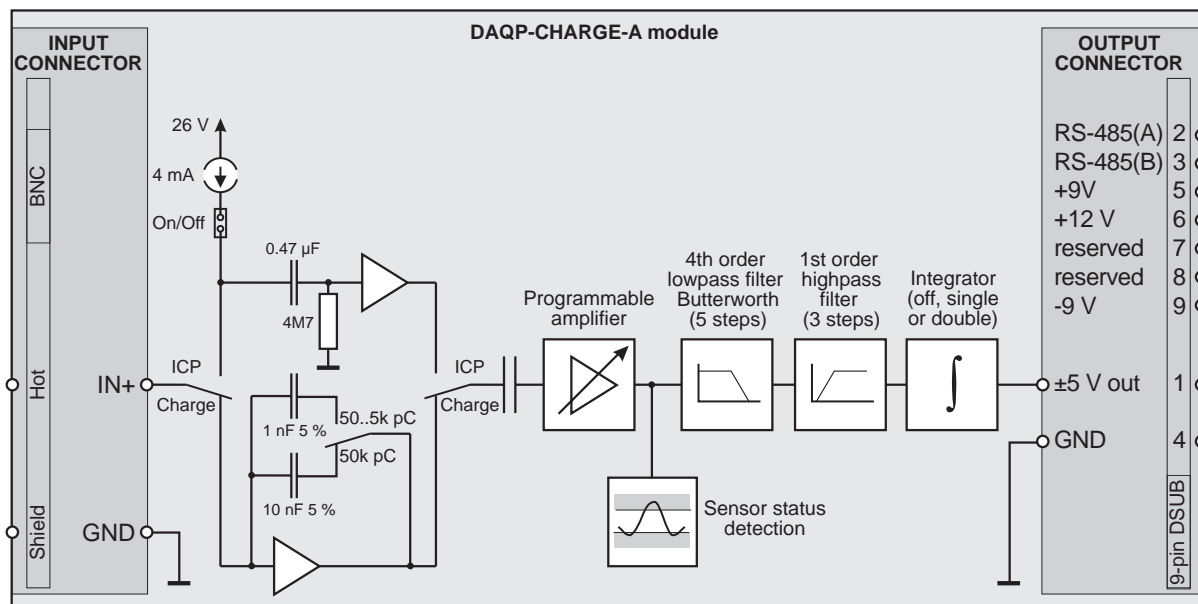 DAQP-CHARGE-A module
INPUT
CONNECTOR
BNC
Hot
Shield
IN+
GND
26 V
4 mA
On/Off
0.47 µF
4M7
ICP
Charge
1 nF 5 %
50..5k pC
50k pC
10 nF 5 %
ICP
Charge
Programmable
amplifier
4th order
lowpass filter
Butterworth
(5 steps)
1st order
highpass
filter
(3 steps)
Integrator
(off, single
or double)
∫
Sensor status
detection
OUTPUT
CONNECTOR
RS-485(A) 2
RS-485(B) 3
+9V 5
+12 V 6
reserved 7
reserved 8
-9 V 9
±5 V out 1
GND 4
9-pin DSUB